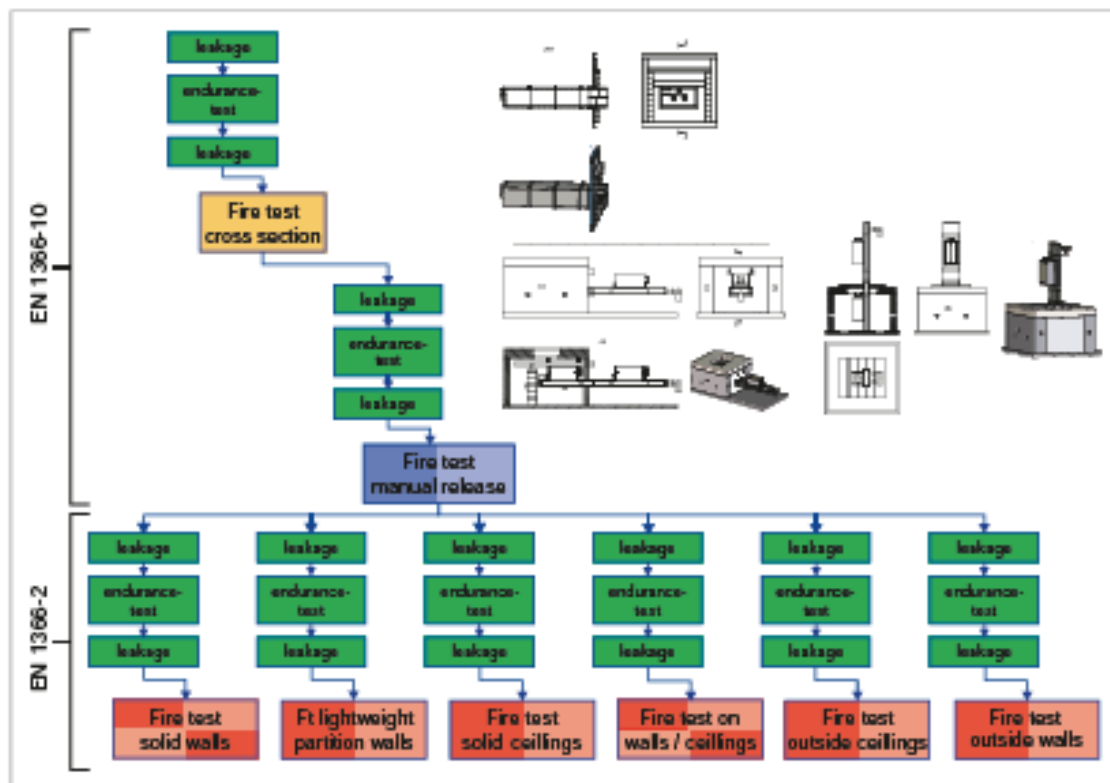 EN 1366-10
leakage
endurance-
test
leakage
Fire test
cross section
leakage
endurance-
test
leakage
Fire test
manual release
EN 1366-2
leakage
leakage
leakage
leakage
leakage
leakage
endurance-
test
endurance-
test
endurance-
test
endurance-
test
endurance-
test
endurance-
test
leakage
leakage
leakage
leakage
leakage
leakage
Fire test
solid walls
Ft lightweight
partition walls
Fire test
solid ceillings
Fire test on
walls / ceillings
Fire test
outside ceillings
Fire test
outside walls